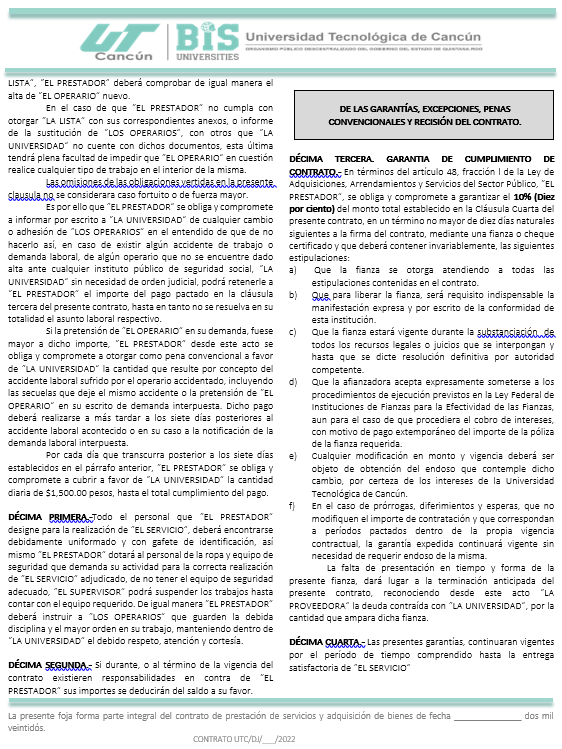 UT
Cancún
BIS
UNIVERSITIES
Universidad Tecnológica de Cancún
ORGANISMO PÚBLICO DESCENTRALIZADO DEL GOBIERNO DEL ESTADO DE QUINTANA ROO
LISTA”, “EL PRESTADOR” deberá comprobar de igual manera el
alta de “EL OPERARIO” nuevo.
En el caso de que “EL PRESTADOR” no cumpla con
otorgar “LA LISTA” con sus correspondientes anexos, o informe
de la sustitución de “LOS OPERARIOS”, con otros que “LA
UNIVERSIDAD” no cuente con dichos documentos, esta última
tendrá plena facultad de impedir que “EL OPERARIO” en cuestión
realice cualquier tipo de trabajo en el interior de la misma.
Las omisiones de las obligaciones vertidas en la presente
clausula no se considerara caso fortuito o de fuerza mayor.
Es por ello que “EL PRESTADOR” se obliga y compromete
a informar por escrito a “LA UNIVERSIDAD” de cualquier cambio
o adhesión de “LOS OPERARIOS” en el entendido de que de no
hacerlo así, en caso de existir algún accidente de trabajo o
demanda laboral, de algún operario que no se encuentre dado
alta ante cualquier instituto público de seguridad social, “LA
UNIVERSIDAD” sin necesidad de orden judicial, podrá retenerle a
“EL PRESTADOR” el importe del pago pactado en la cláusula
tercera del presente contrato, hasta en tanto no se resuelva en su
totalidad el asunto laboral respectivo.
Si la pretensión de “EL OPERARIO” en su demanda, fuese
mayor a dicho importe, “EL PRESTADOR” desde este acto se
obliga y compromete a otorgar como pena convencional a favor
de “LA UNIVERSIDAD” la cantidad que resulte por concepto del
accidente laboral sufrido por el operario accidentado, incluyendo
las secuelas que deje el mismo accidente o la pretensión de “EL
OPERARIO” en su escrito de demanda interpuesta. Dicho pago
deberá realizarse a más tardar a los siete días posteriores al
accidente laboral acontecido o en su caso a la notificación de la
demanda laboral interpuesta.
Por cada día que transcurra posterior a los siete días
establecidos en el párrafo anterior, “EL PRESTADOR” se obliga y
compromete a cubrir a favor de “LA UNIVERSIDAD” la cantidad
diaria de $1,500.00 pesos, hasta el total cumplimiento del pago.
DÉCIMA PRIMERA.-Todo el personal que “EL PRESTADOR”
designe para la realización de “EL SERVICIO”, deberá encontrarse
debidamente uniformado y con gafete de identificación, así
mismo “EL PRESTADOR” dotará al personal de la ropa y equipo de
seguridad que demanda su actividad para la correcta realización
de “EL SERVICIO” adjudicado, de no tener el equipo de seguridad
adecuado, “EL SUPERVISOR” podrá suspender los trabajos hasta
contar con el equipo requerido. De igual manera “EL PRESTADOR”
deberá instruir a “LOS OPERARIOS” que guarden la debida
disciplina y el mayor orden en su trabajo, manteniendo dentro de
“LA UNIVERSIDAD” el debido respeto, atención y cortesía.
DÉCIMA SEGUNDA.- Si durante, o al término de la vigencia del
contrato existieren responsabilidades en contra de “EL
PRESTADOR” sus importes se deducirán del saldo a su favor.
DE LAS GARANTÍAS, EXCEPCIONES, PENAS
CONVENCIONALES Y RECISIÓN DEL CONTRATO.
DÉCIMA TERCERA. GARANTIA DE CUMPLIMIENTO DE
CONTRATO.- En términos del artículo 48, fracción I de la Ley de
Adquisiciones, Arrendamientos y Servicios del Sector Público, “EL
PRESTADOR”, se obliga y compromete a garantizar el 10% (Diez
por ciento) del monto total establecido en la Cláusula Cuarta del
presente contrato, en un término no mayor de diez días naturales
siguientes a la firma del contrato, mediante una fianza o cheque
certificado y que deberá contener invariablemente, las siguientes
estipulaciones:
a) Que la fianza se otorga atendiendo a todas las
estipulaciones contenidas en el contrato.
b) Que para liberar la fianza, será requisito indispensable la
manifestación expresa y por escrito de la conformidad de
esta institución.
c) Que la fianza estará vigente durante la substanciación de
todos los recursos legales o juicios que se interpongan y
hasta que se dicte resolución definitiva por autoridad
competente.
d) Que la afianzadora acepta expresamente someterse a los
procedimientos de ejecución previstos en la Ley Federal de
Instituciones de Fianzas para la Efectividad de las Fianzas,
aun para el caso de que procediera el cobro de intereses,
con motivo de pago extemporáneo del importe de la póliza
de la fianza requerida.
e) Cualquier modificación en monto y vigencia deberá ser
objeto de obtención del endoso que contemple dicho
cambio, por certeza de los intereses de la Universidad
Tecnológica de Cancún.
f) En el caso de prórrogas, diferimientos y esperas, que no
modifiquen el importe de contratación y que correspondan
a períodos pactados dentro de la propia vigencia
contractual, la garantía expedida continuará vigente sin
necesidad de requerir endoso de la misma.
La falta de presentación en tiempo y forma de la
presente fianza, dará lugar a la terminación anticipada del
presente contrato, reconociendo desde este acto “LA
PROVEEDORA” la deuda contraída con “LA UNIVERSIDAD”, por la
cantidad que ampara dicha fianza.
DÉCIMA CUARTA.- Las presentes garantías, continuaran vigentes
por el período de tiempo comprendido hasta la entrega
satisfactoria de “EL SERVICIO”
La presente foja forma parte integral del contrato de prestación de servicios y adquisición de bienes de fecha ______________ dos mil
veintidós.
CONTRATO UTC/DJ/___/2022